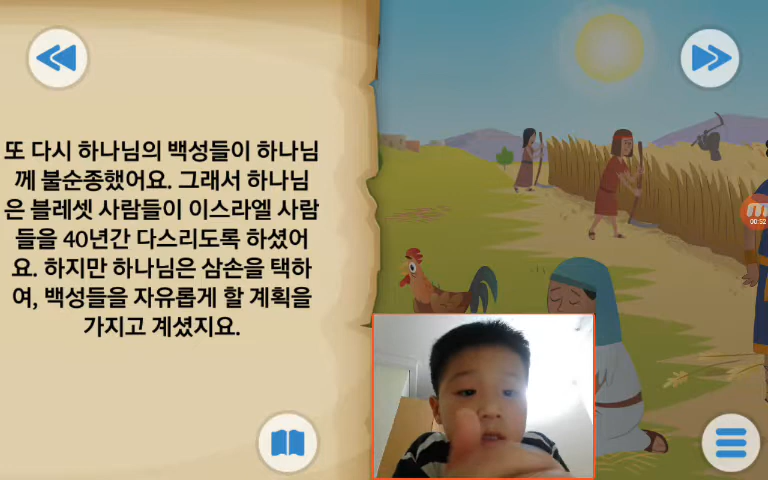 또 다시 하나님의 백성들이 하나님
께 불순종했어요. 그래서 하나님
은 블레셋 사람들이 이스라엘 사람
들을 40년간 다스리도록 하셨어
요. 하지만 하나님은 삼손을 택하
여, 백성들을 자유롭게 할 계획을
가지고 계셨지요.
00:52